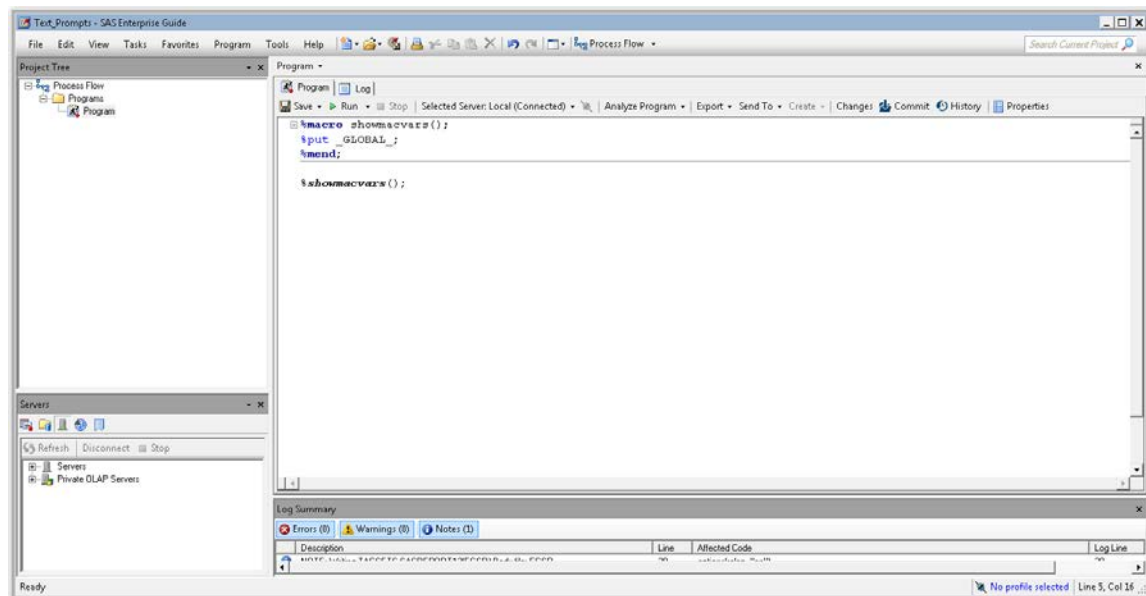 Text_Prompts - SAS Enterprise Guide
File Edit View Tasks Favorites Program Tools Help Process Flow
Search Current Project
Project Tree
Process Flow
Programs
Program
Program
Program Log
Save Run Stop Selected Server: Local (Connected) Analyze Program Export Send To Create Changes Commit History Properties
%macro showmacvars();
%put _GLOBAL_;
%mend;
%showmacvars();
Servers
Refresh Disconnect Stop
Servers
Private OLAP Servers
Log Summary
Errors (0) Warnings (0) Notes (1)
Description Line Affected Code Log Line
Ready No profile selected Line 5, Col 16